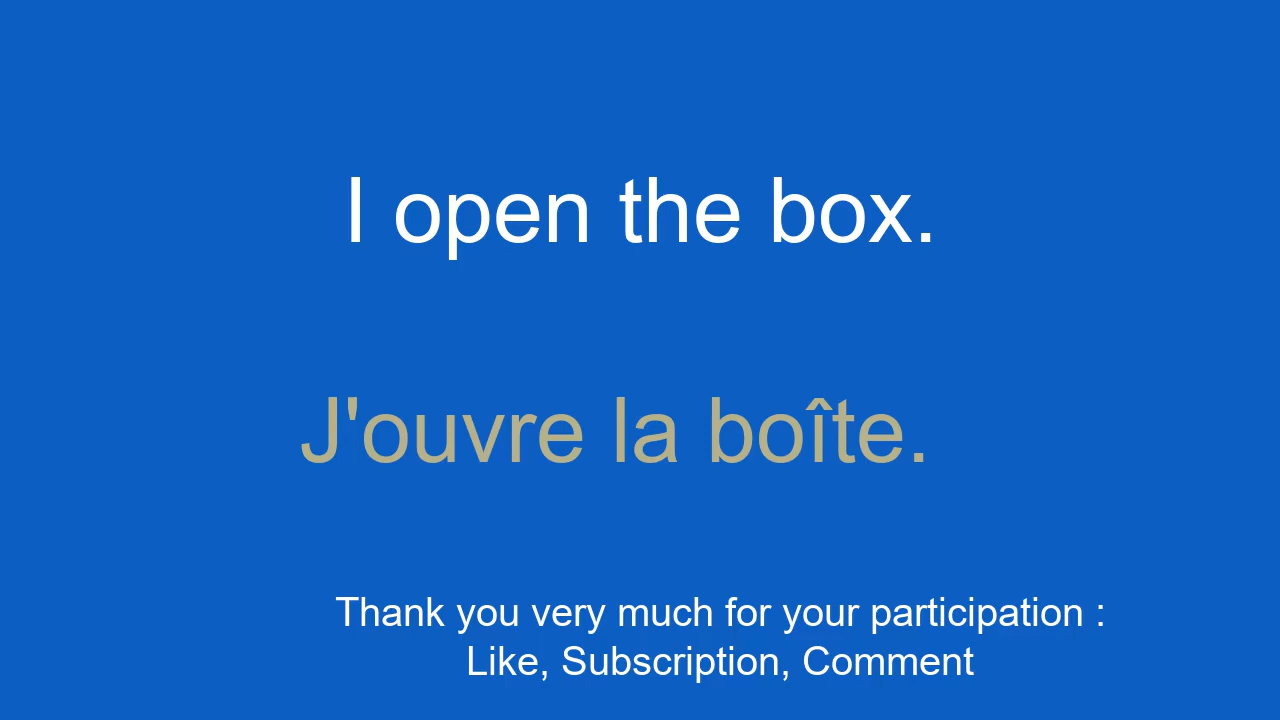 I open the box.
J'ouvre la boîte.
Thank you very much for your participation :
Like, Subscription, Comment